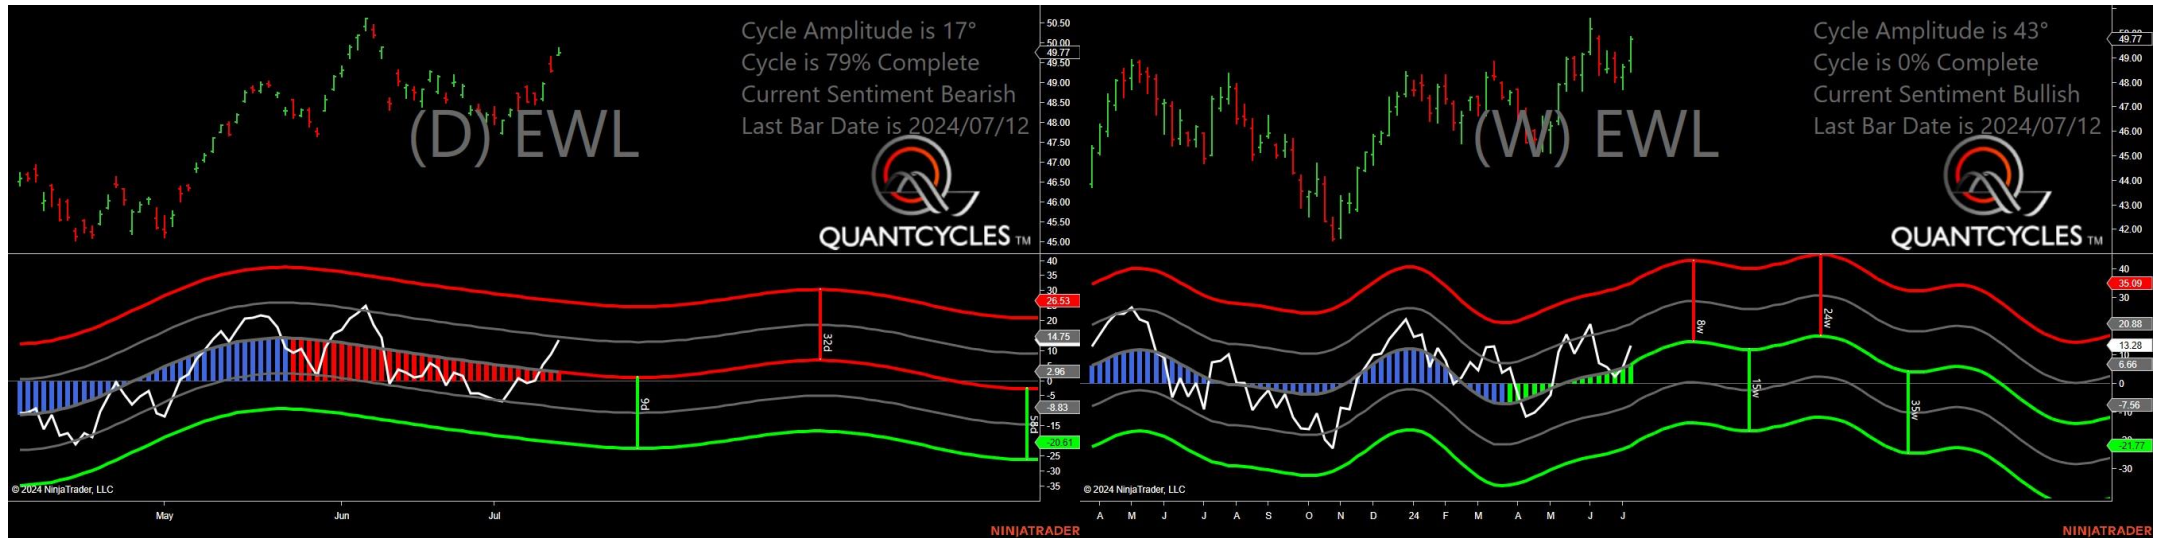 Cycle Amplitude is 17°
Cycle is 79% Complete
Current Sentiment Bearish
Last Bar Date is 2024/07/12
(D) EWL
QUANTCYCLES TM
50.50
50.00
49.77
49.50
49.00
48.50
48.00
47.50
47.00
46.50
46.00
45.50
45.00
40
35
30
26.53
20
14.75
10
2.96
0
-5
-8.83
-15
-20.61
-25
-30
-35
9d
32d
58d
© 2024 NinjaTrader, LLC
May
Jun
Jul
NINJATRADER
Cycle Amplitude is 43°
Cycle is 0% Complete
Current Sentiment Bullish
Last Bar Date is 2024/07/12
(W) EWL
QUANTCYCLES TM
49.77
49.00
48.00
47.00
46.00
45.00
44.00
43.00
42.00
40
35.09
30
20.88
13.28
10
6.66
0
-7.56
-21.77
-30
8w
15w
24w
35w
© 2024 NinjaTrader, LLC
A M J J A S O N D 24 F M A M J J
NINJATRADER